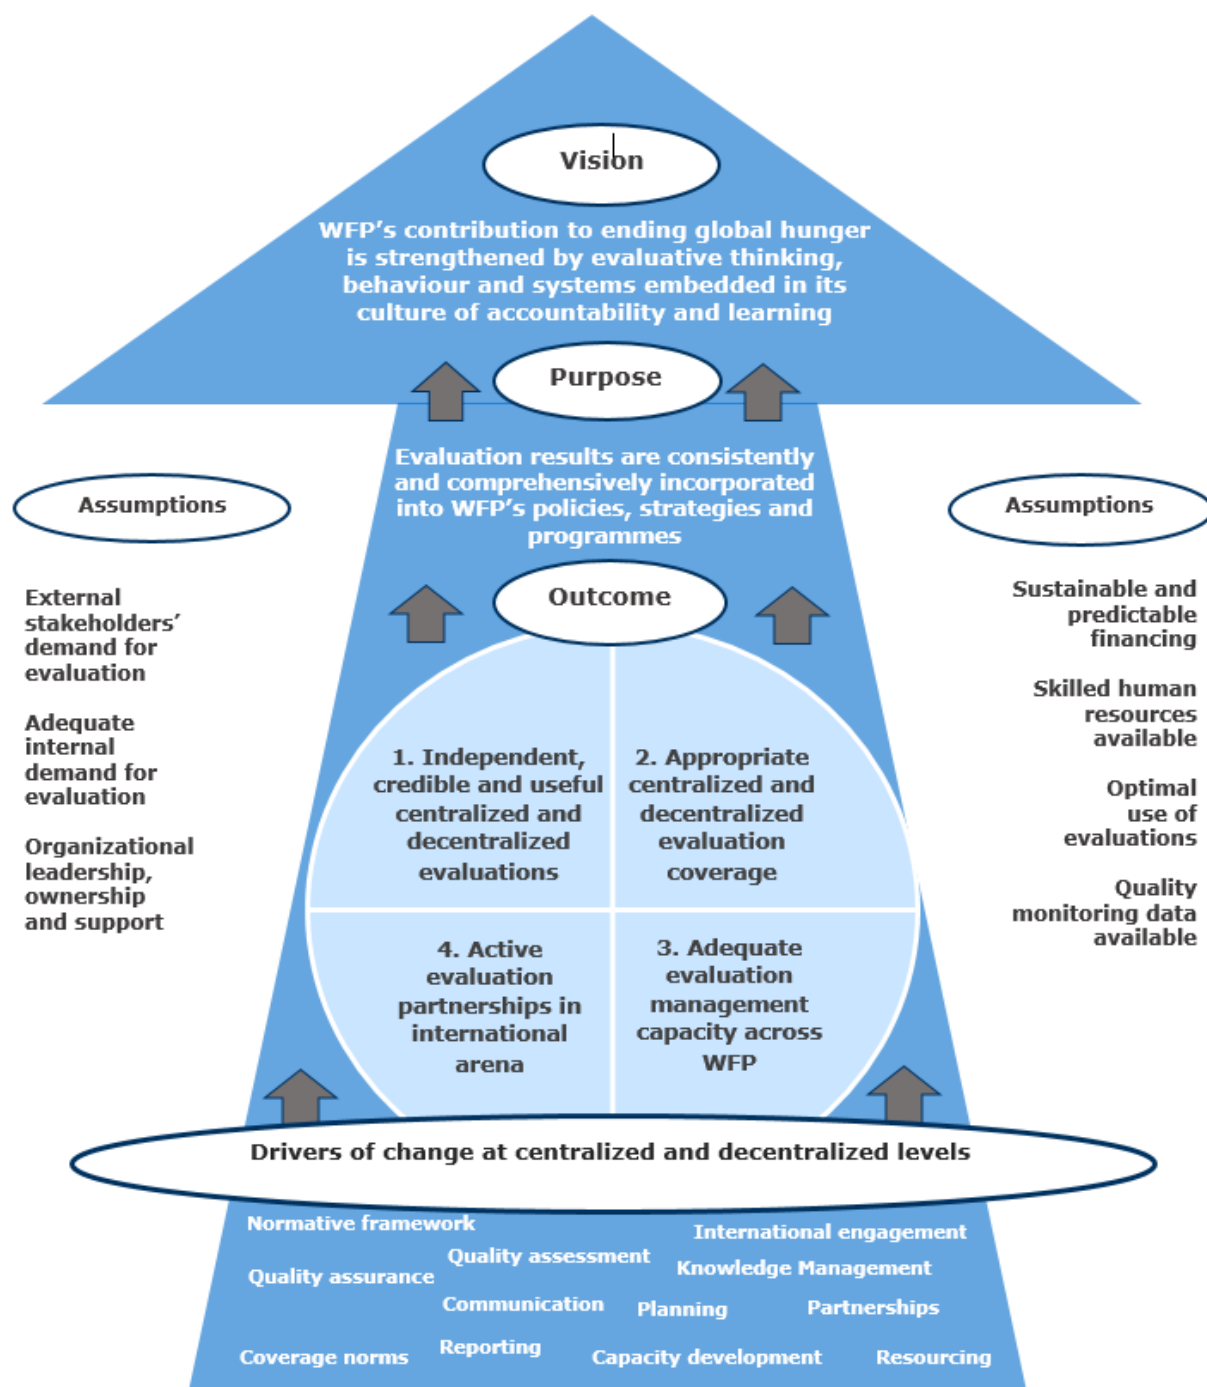 Vision
WFP’s contribution to ending global hunger
is strengthened by evaluative thinking,
behaviour and systems embedded in its
culture of accountability and learning
Purpose
Evaluation results are consistently
and comprehensively incorporated
into WFP’s policies, strategies and
programmes
Assumptions
External
stakeholders’
demand for
evaluation
Adequate
internal
demand for
evaluation
Organizational
leadership,
ownership
and support
Assumptions
Sustainable and
predictable
financing
Skilled human
resources
available
Optimal
use of
evaluations
Quality
monitoring data
available
Outcome
1. Independent,
credible and useful
centralized and
decentralized
evaluations
2. Appropriate
centralized and
decentralized
evaluation
coverage
4. Active
evaluation
partnerships in
international
arena
3. Adequate
evaluation
management
capacity across
WFP
Drivers of change at centralized and decentralized levels
Normative framework
International engagement
Quality assessment
Knowledge Management
Quality assurance
Communication
Planning
Partnerships
Reporting
Coverage norms
Capacity development
Resourcing